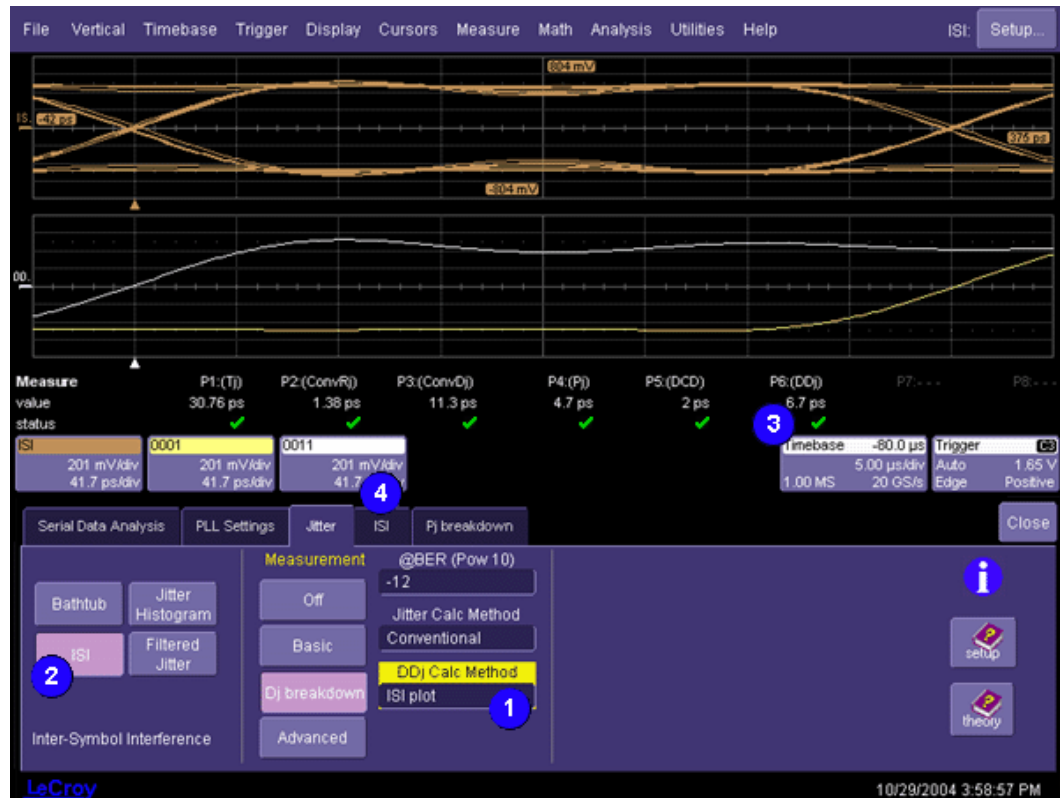 File Vertical Timebase Trigger Display Cursors Measure Math Analysis Utilities Help ISI: Setup...
804 mV
IS. -42 ps
375 ps
-804 mV
00.
Measure P1:(Tj) P2:(ConvRj) P3:(ConvDj) P4:(Pj) P5:(DCD) P6:(DDj) P7:--- P8:---
value 30.76 ps 1.38 ps 11.3 ps 4.7 ps 2 ps 6.7 ps
status
3
ISI 0001 0011 Timebase -80.0 µs Trigger C3
201 mV/div 201 mV/div 201 mV/div 5.00 µs/div Auto 1.65 V
41.7 ps/div 41.7 ps/div 41.7 1.00 MS 20 GS/s Edge Positive
4
Serial Data Analysis PLL Settings Jitter ISI Pj breakdown Close
Measurement @BER (Pow 10)
-12
Bathtub Jitter Histogram Off
Jitter Calc Method
Conventional
ISI Filtered Jitter Basic
2
DDj Calc Method
ISI plot
1
Dj breakdown
Inter-Symbol Interference Advanced
i
setup
theory
LeCroy 10/29/2004 3:58:57 PM